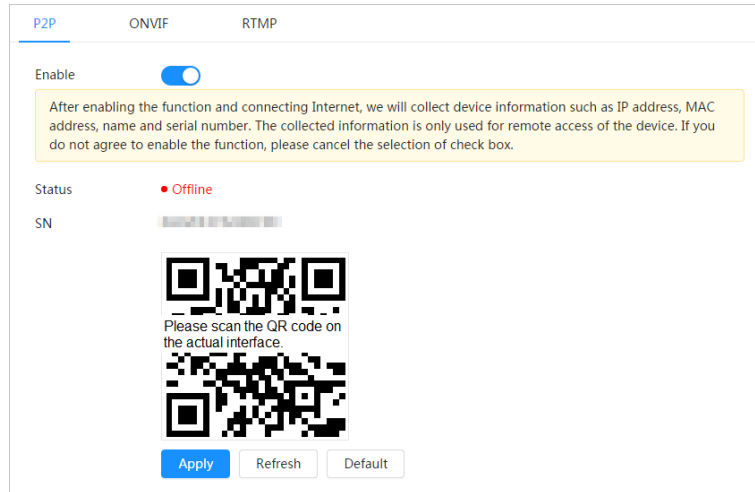 P2P ONVIF RTMP
Enable
After enabling the function and connecting Internet, we will collect device information such as IP address, MAC
address, name and serial number. The collected information is only used for remote access of the device. If you
do not agree to enable the function, please cancel the selection of check box.
Status Offline
SN
Please scan the QR code on
the actual interface.
Apply Refresh Default